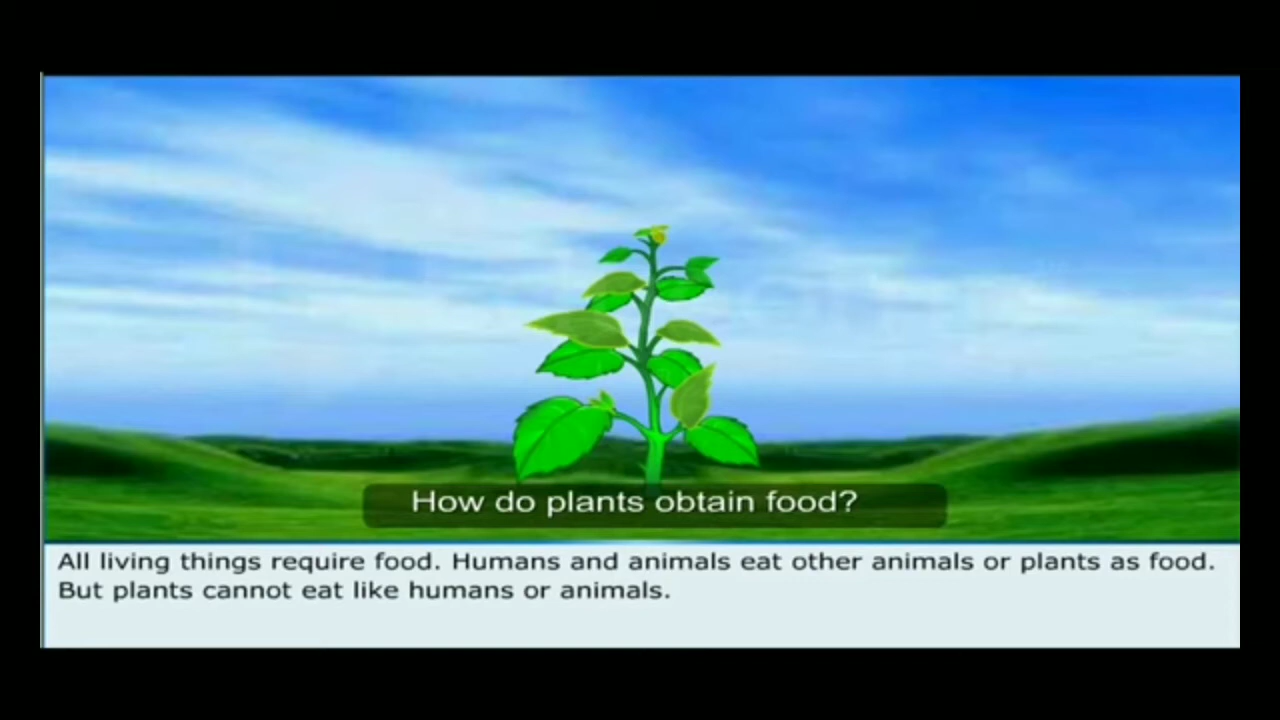 How do plants obtain food?
All living things require food. Humans and animals eat other animals or plants as food.
But plants cannot eat like humans or animals.